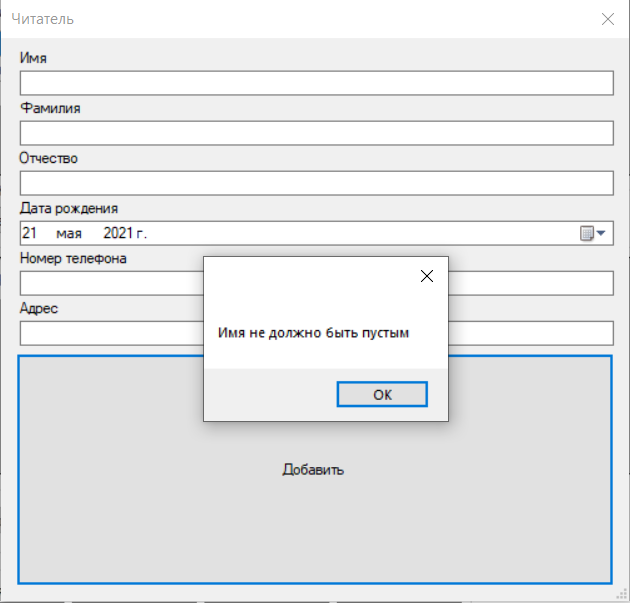 Читатель
Имя
Фамилия
Отчество
Дата рождения
21 мая 2021 г.
Номер телефона
Адрес
Имя не должно быть пустым
OK
Добавить